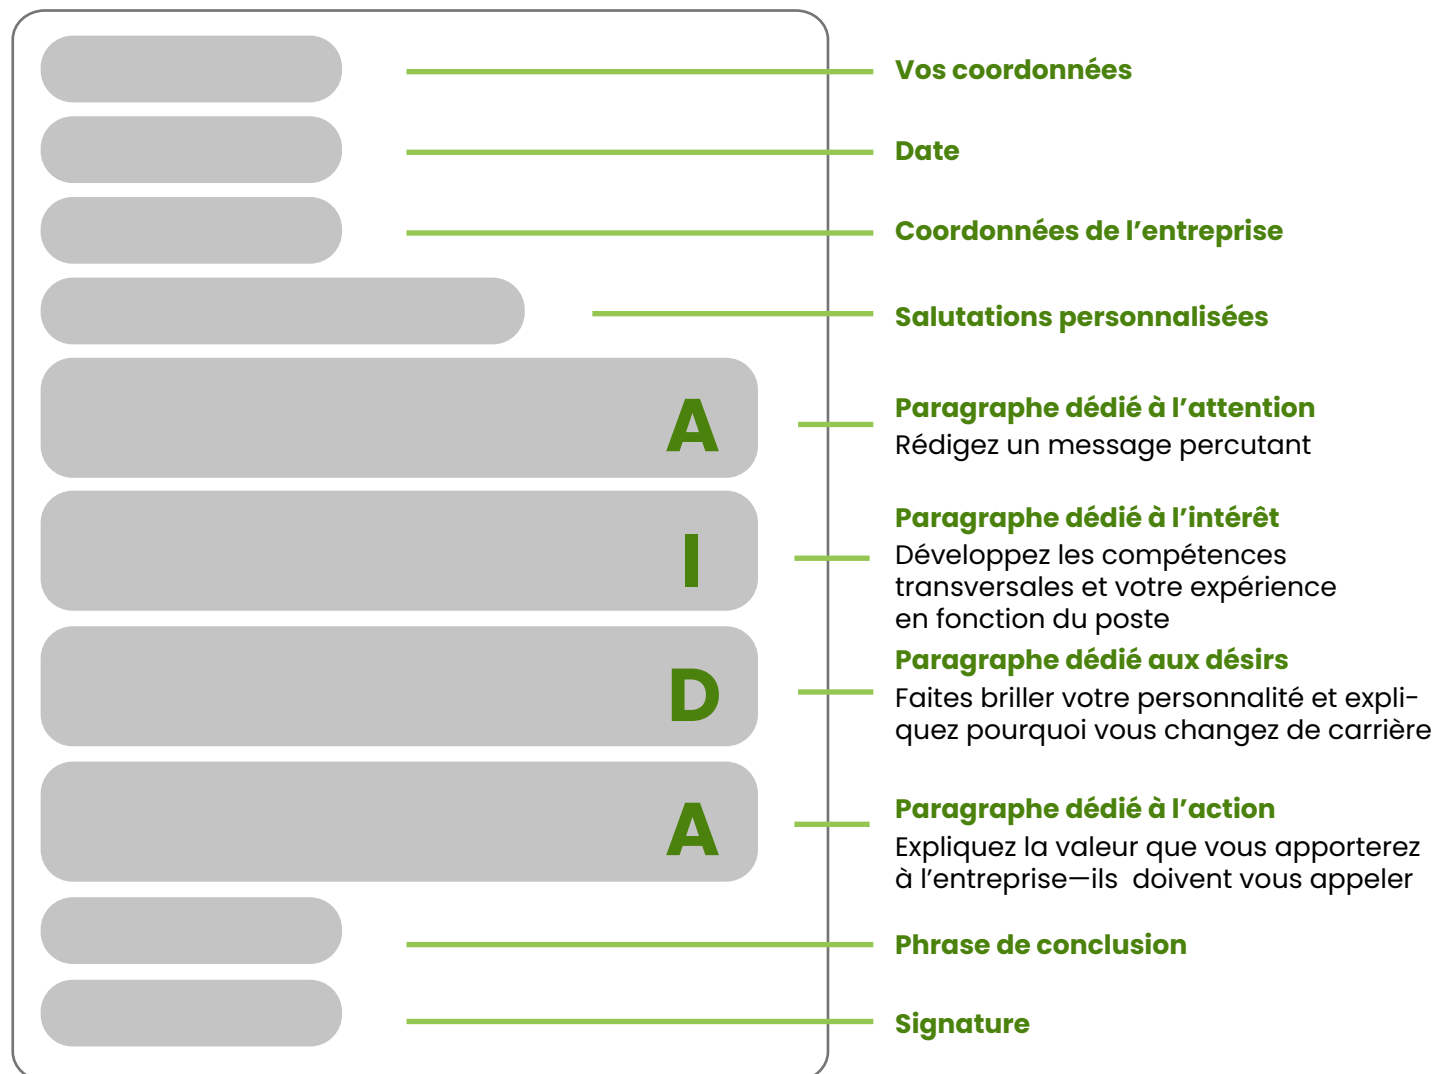 Vos coordonnées
Date
Coordonnées de l’entreprise
Salutations personnalisées
A
Paragraphe dédié à l’attention
Rédigez un message percutant
I
Paragraphe dédié à l’intérêt
Développez les compétences
transversales et votre expérience
en fonction du poste
D
Paragraphe dédié aux désirs
Faites briller votre personnalité et expli-
quez pourquoi vous changez de carrière
A
Paragraphe dédié à l’action
Expliquez la valeur que vous apporterez
à l’entreprise—ils doivent vous appeler
Phrase de conclusion
Signature